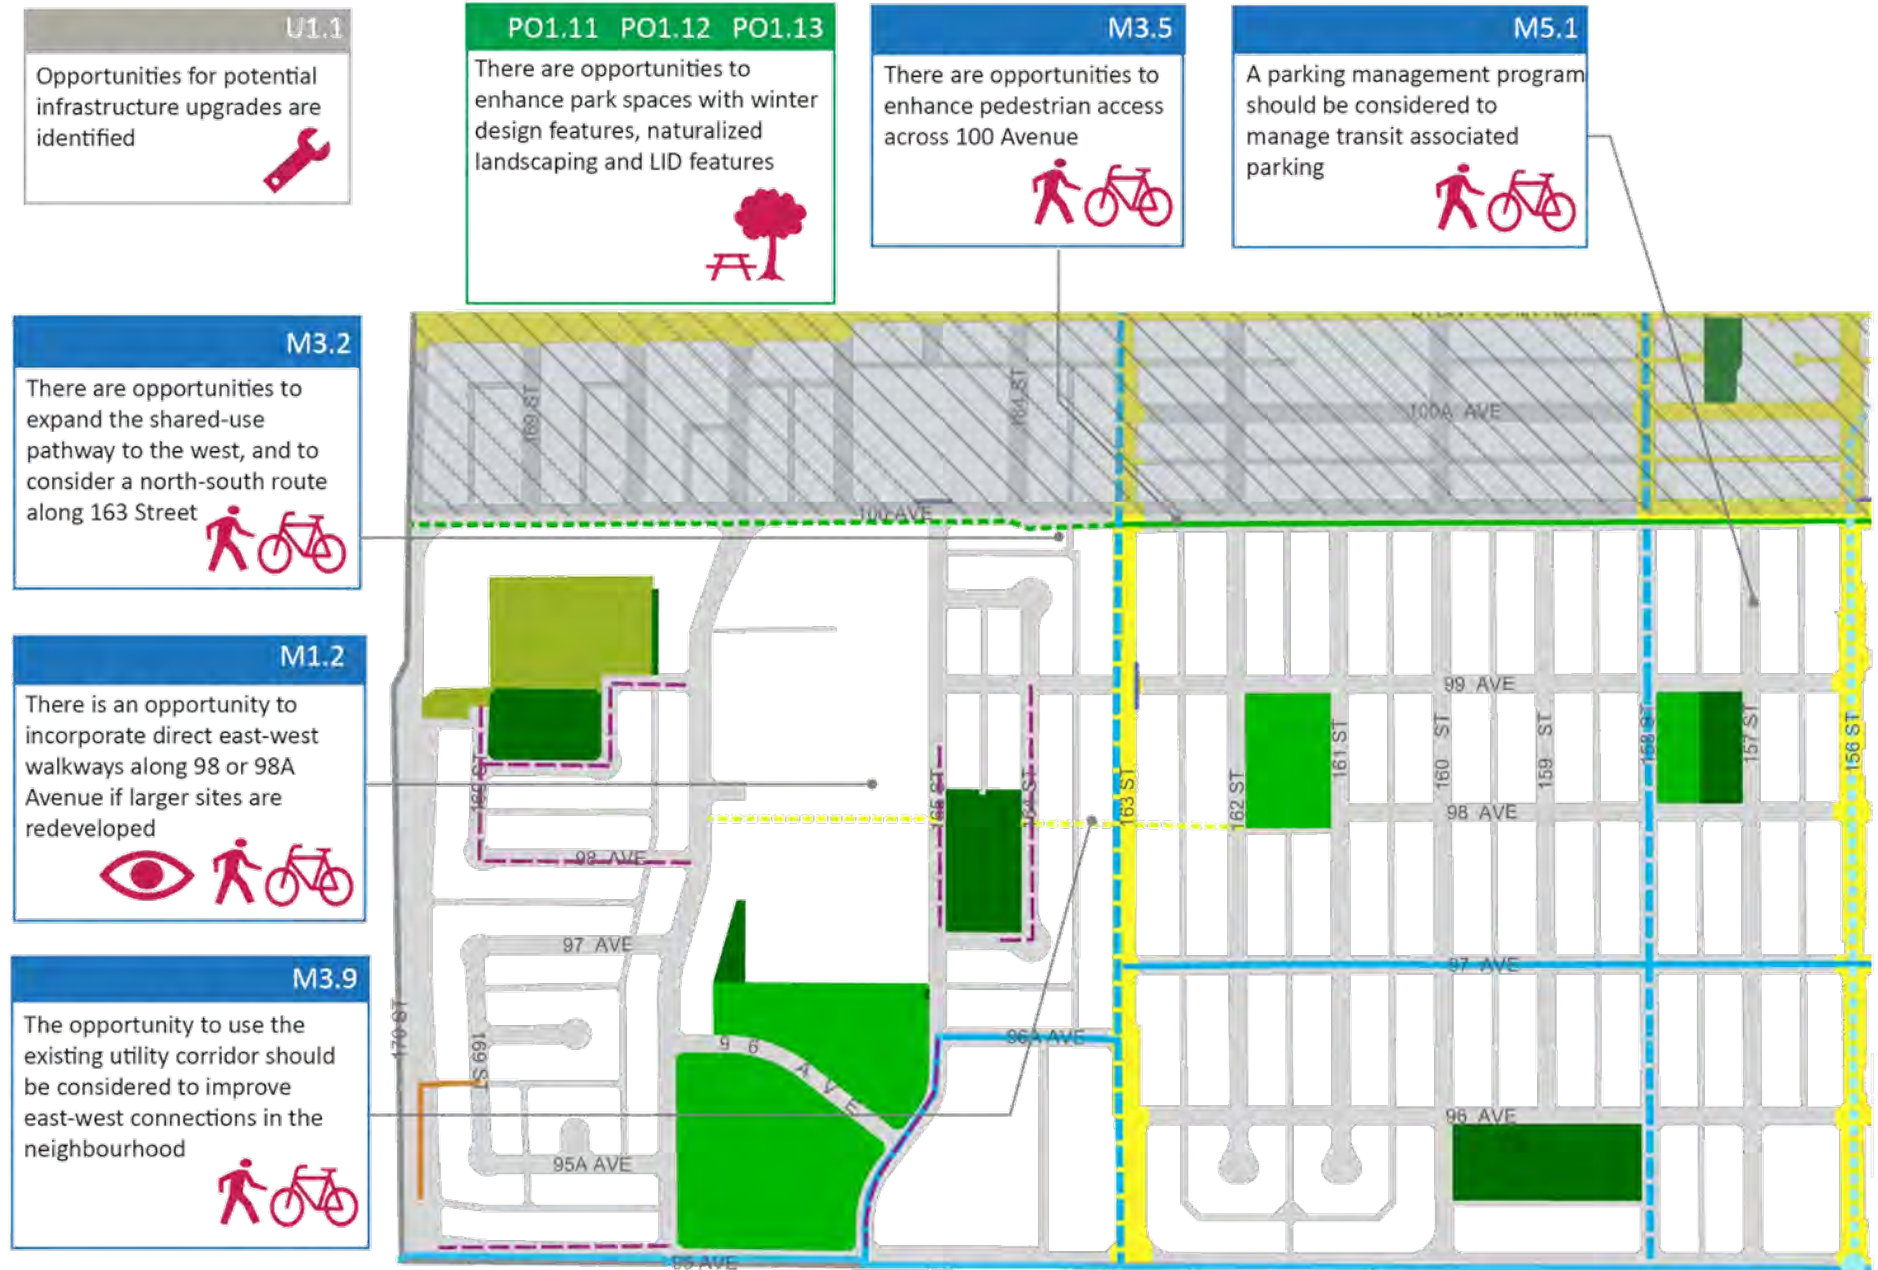 U1.1
Opportunities for potential
infrastructure upgrades are
identified
PO1.11 PO1.12 PO1.13
There are opportunities to
enhance park spaces with winter
design features, naturalized
landscaping and LID features
M3.5
There are opportunities to
enhance pedestrian access
across 100 Avenue
M5.1
A parking management program
should be considered to
manage transit associated
parking
M3.2
There are opportunities to
expand the shared-use
pathway to the west, and to
consider a north-south route
along 163 Street
M1.2
There is an opportunity to
incorporate direct east-west
walkways along 98 or 98A
Avenue if larger sites are
redeveloped
M3.9
The opportunity to use the
existing utility corridor should
be considered to improve
east-west connections in the
neighbourhood
169 ST
164 ST
100A AVE
100 AVE
99 AVE
169 ST
165 ST
164 ST
163 ST
162 ST
161 ST
160 ST
159 ST
158 ST
157 ST
156 ST
98 AVE
98 AVE
97 AVE
97 AVE
170 ST
169 ST
96 AVE
96A AVE
96 AVE
95A AVE
95 AVE